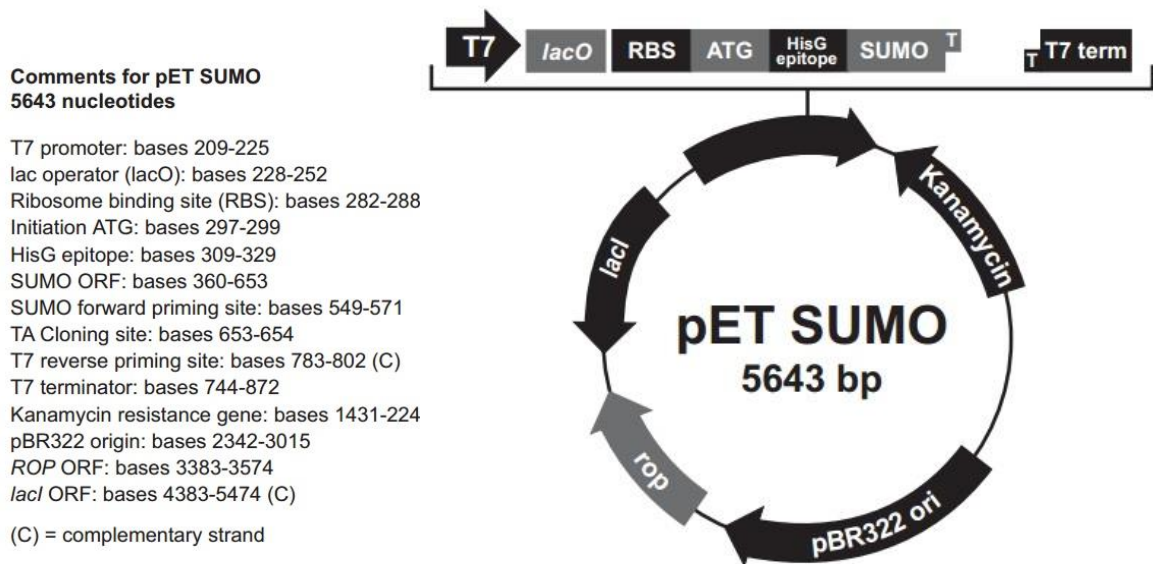 T7
lacO
RBS
ATG
HisG
epitope
SUMO
T
T
T7 term
Comments for pET SUMO
5643 nucleotides
T7 promoter: bases 209-225
lac operator (lacO): bases 228-252
Ribosome binding site (RBS): bases 282-288
Initiation ATG: bases 297-299
HisG epitope: bases 309-329
SUMO ORF: bases 360-653
SUMO forward priming site: bases 549-571
TA Cloning site: bases 653-654
T7 reverse priming site: bases 783-802 (C)
T7 terminator: bases 744-872
Kanamycin resistance gene: bases 1431-224
pBR322 origin: bases 2342-3015
ROP ORF: bases 3383-3574
lacI ORF: bases 4383-5474 (C)
(C) = complementary strand
Kanamycin
lacI
pET SUMO
5643 bp
rop
pBR322 ori